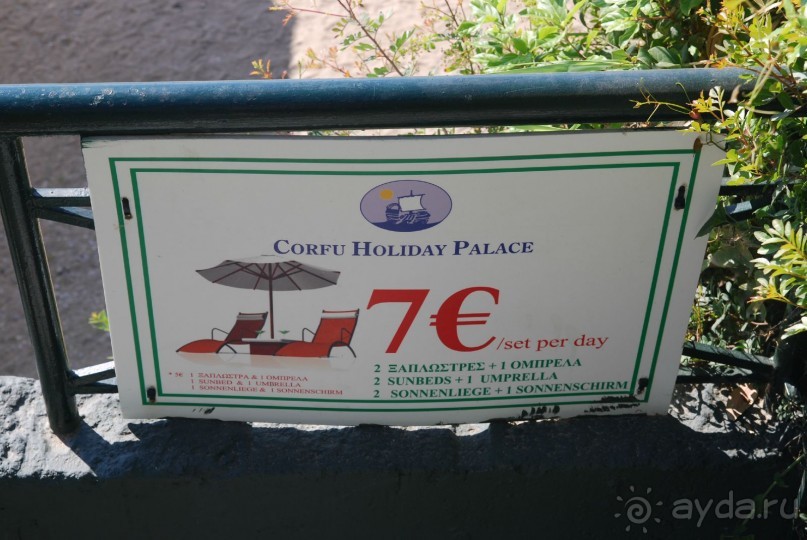 CORFU HOLIDAY PALACE
7€/set per day
2 ΞΑΠΛΩΣΤΡΕΣ + 1 ΟΜΠΡΕΛΑ
2 SUNBEDS + 1 UMPRELLA
2 SONNENLIEGE + 1 SONNENSCHIRM
* 5€ 1 ΞΑΠΛΩΣΤΡΑ & 1 ΟΜΠΡΕΛΑ
1 SUNBED & 1 UMBRELLA
1 SONNENLIEGE & 1 SONNENSCHIRM
ayda.ru